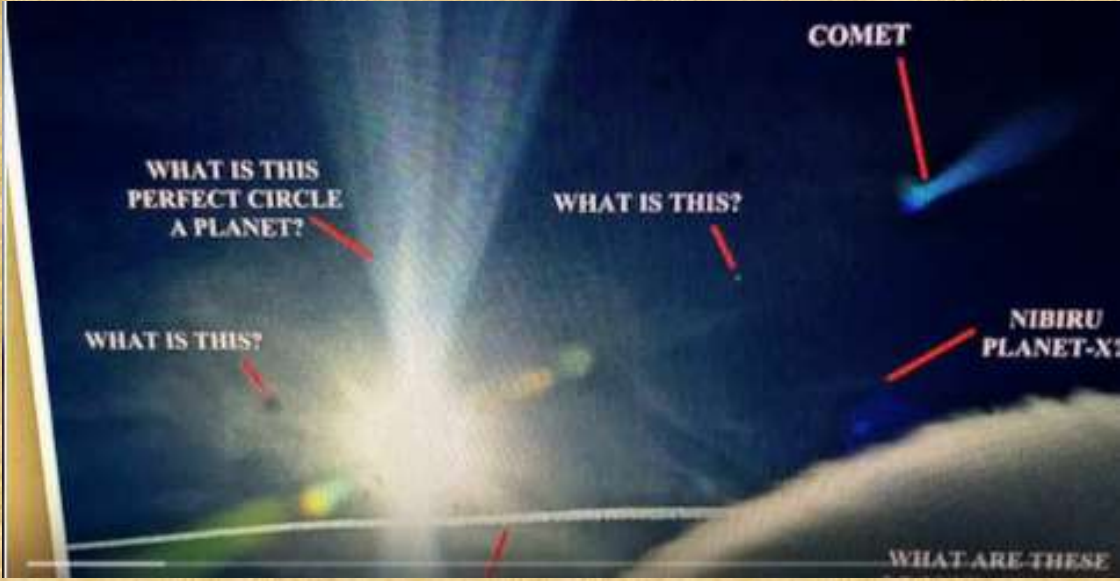 COMET
WHAT IS THIS
PERFECT CIRCLE
A PLANET?
WHAT IS THIS?
WHAT IS THIS?
NIBIRU
PLANET-X?
WHAT ARE THESE